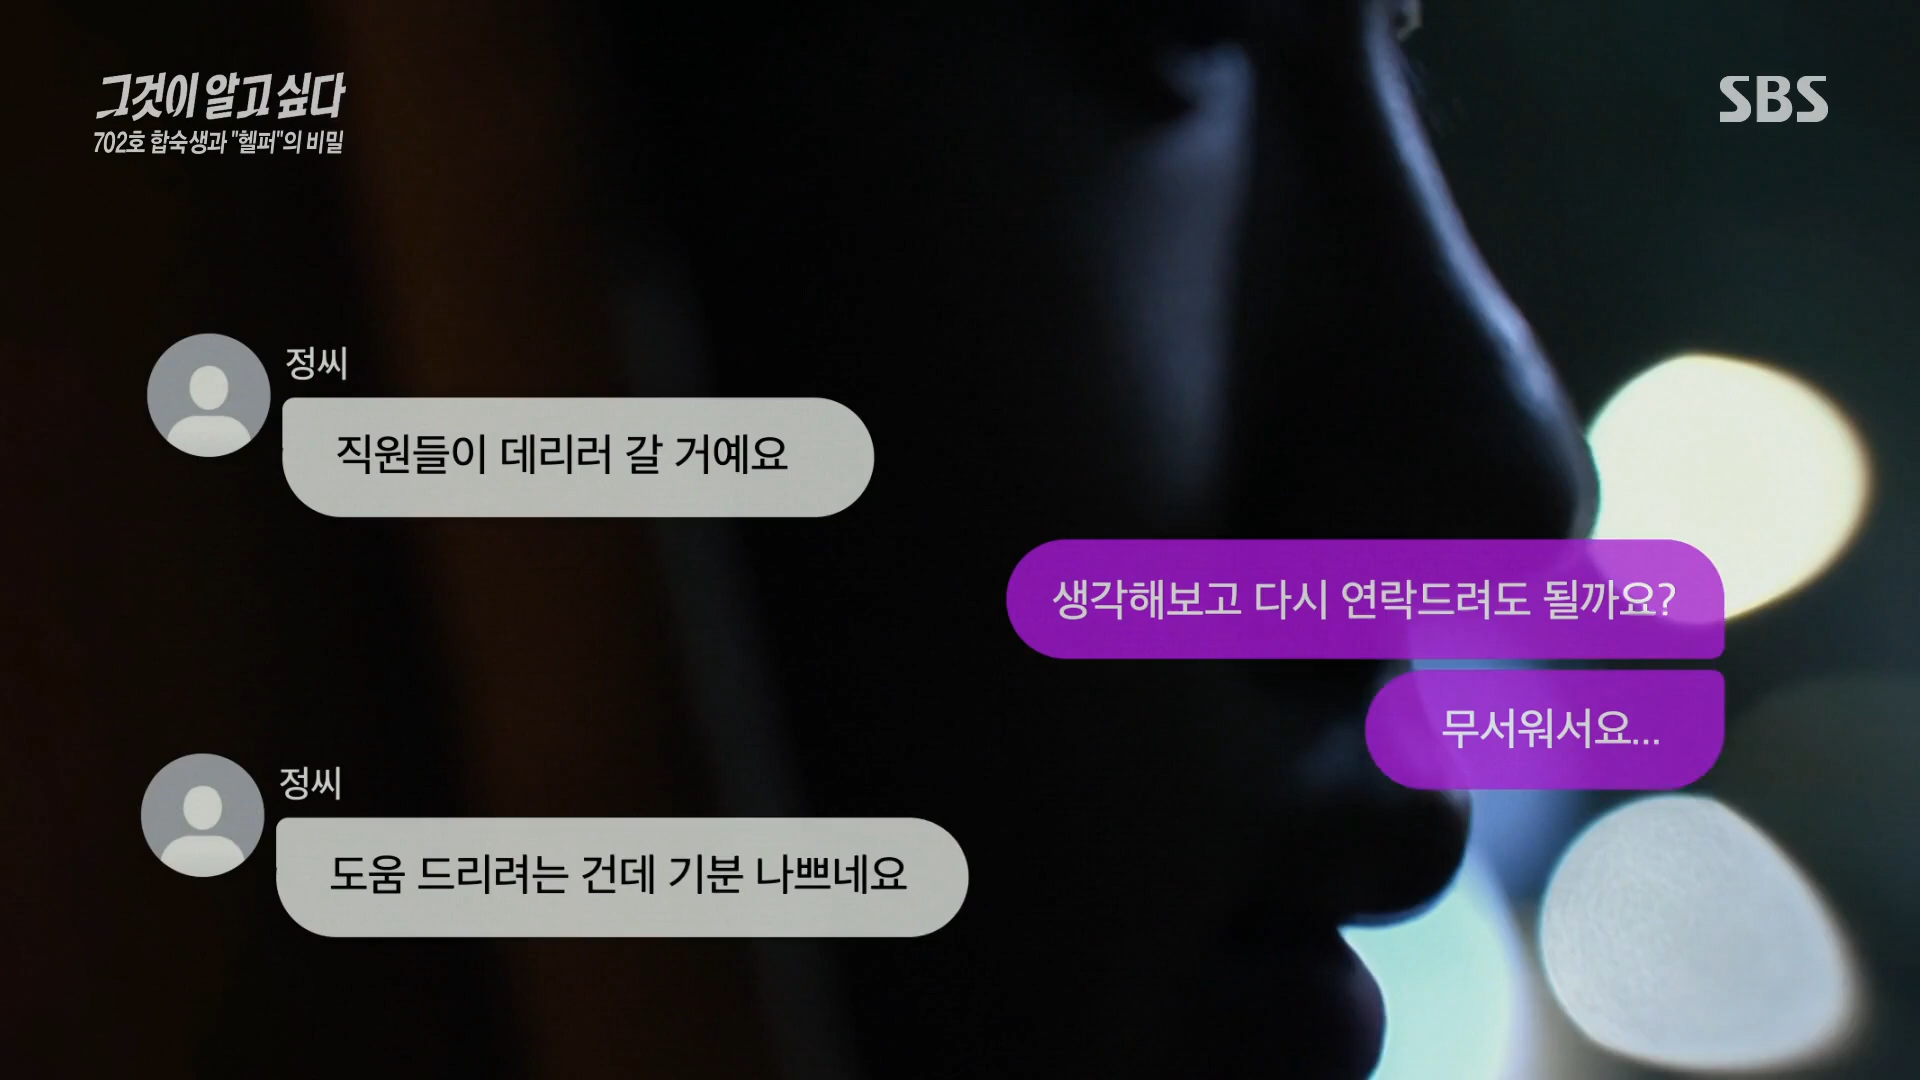 그것이 알고 싶다
702호 합숙생과 "헬퍼"의 비밀
SBS
정씨
직원들이 데리러 갈 거예요
생각해보고 다시 연락드려도 될까요?
무서워서요...
정씨
도움 드리려는 건데 기분 나쁘네요